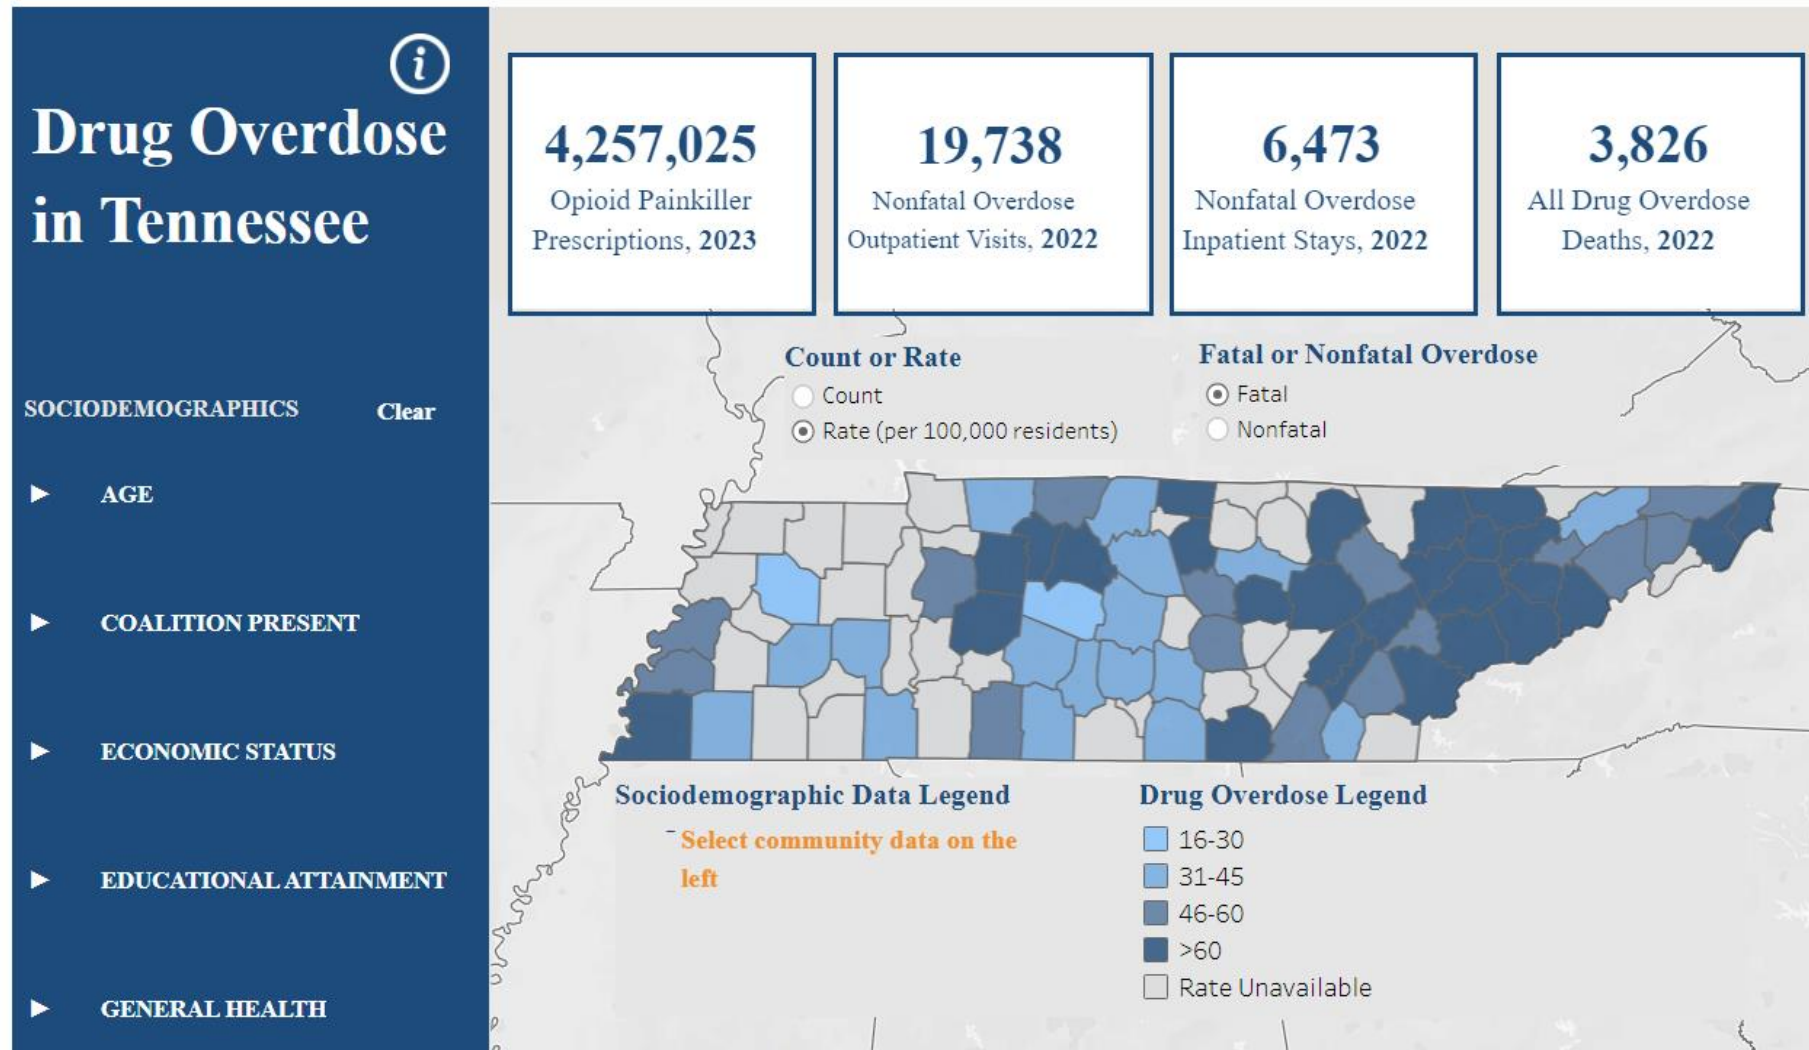 Drug Overdose
in Tennessee
SOCIODEMOGRAPHICS Clear
AGE
COALITION PRESENT
ECONOMIC STATUS
EDUCATIONAL ATTAINMENT
GENERAL HEALTH
4,257,025
Opioid Painkiller
Prescriptions, 2023
19,738
Nonfatal Overdose
Outpatient Visits, 2022
6,473
Nonfatal Overdose
Inpatient Stays, 2022
3,826
All Drug Overdose
Deaths, 2022
Count or Rate
Count
Rate (per 100,000 residents)
Fatal or Nonfatal Overdose
Fatal
Nonfatal
Sociodemographic Data Legend
Select community data on the
left
Drug Overdose Legend
16-30
31-45
46-60
>60
Rate Unavailable